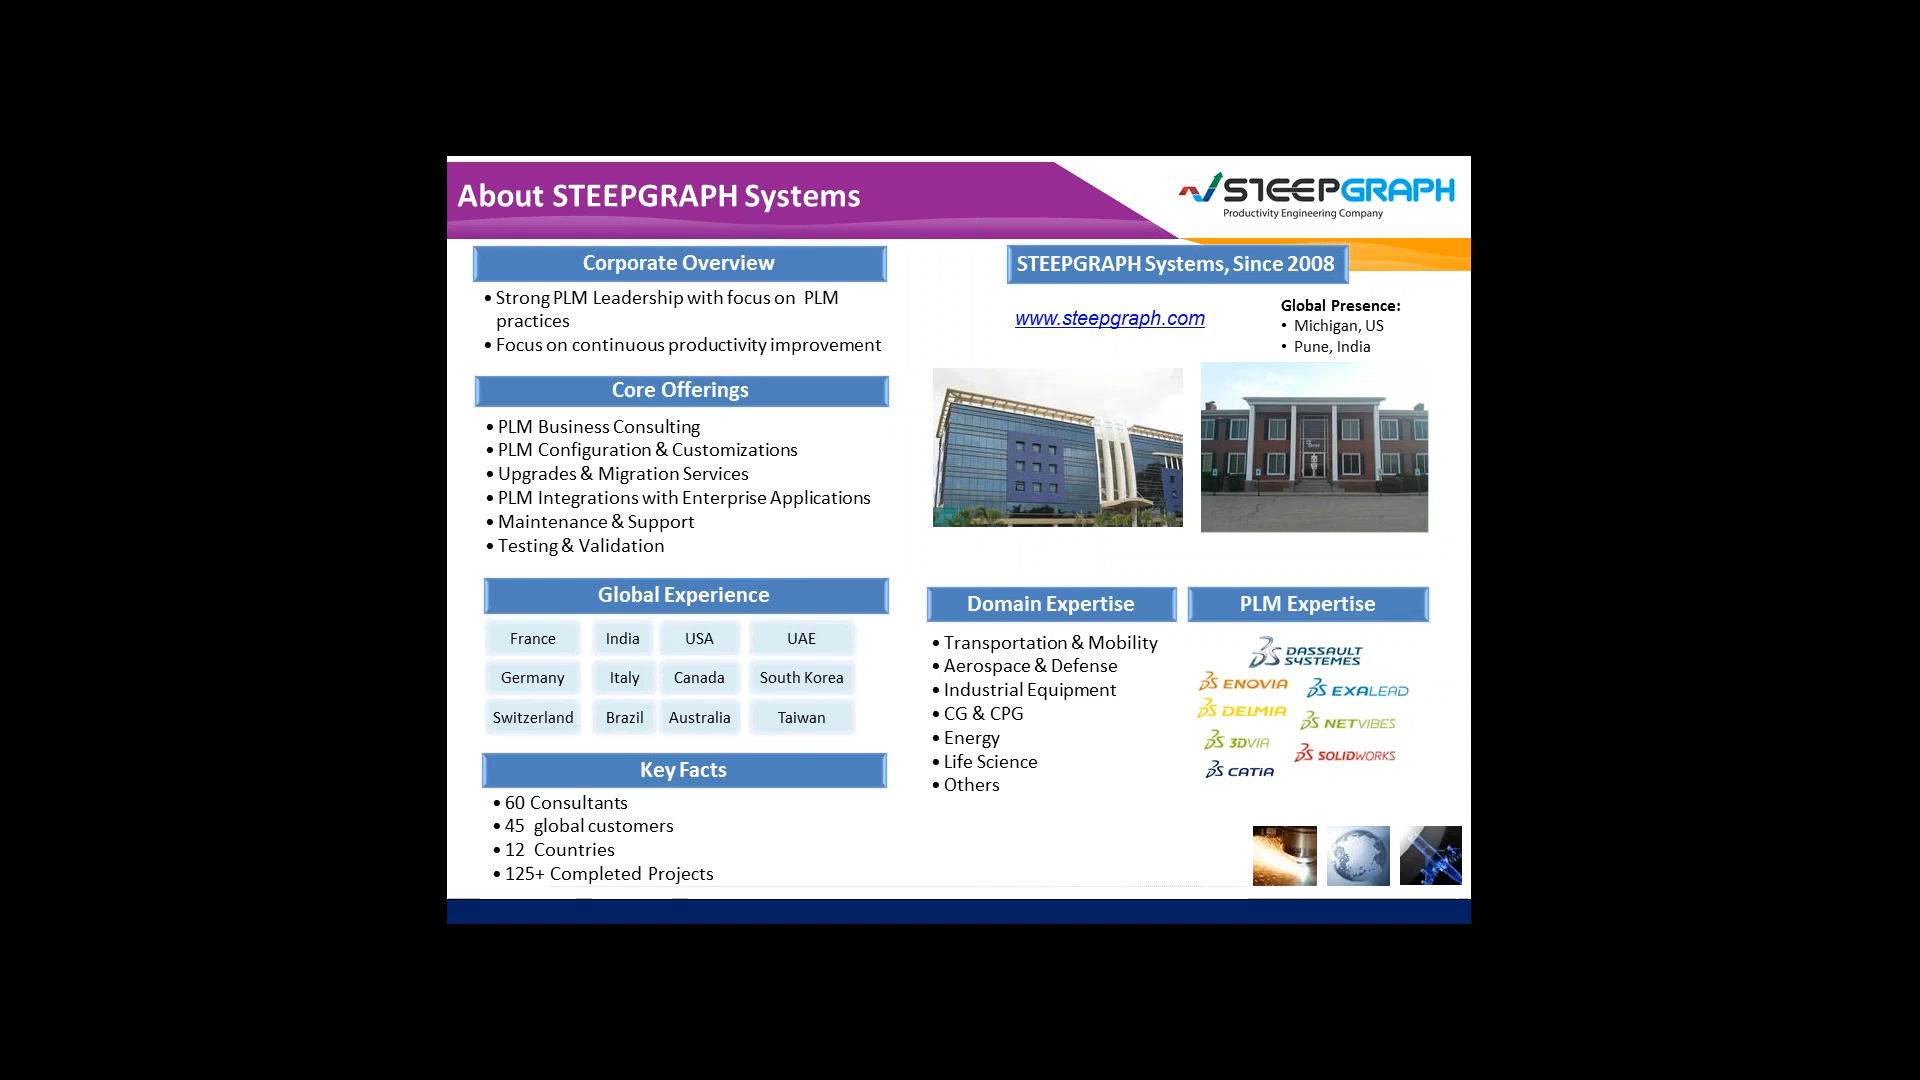 About STEEPGRAPH Systems
STEEPGRAPH
Productivity Engineering Company
Corporate Overview
• Strong PLM Leadership with focus on PLM
practices
• Focus on continuous productivity improvement
Core Offerings
• PLM Business Consulting
• PLM Configuration & Customizations
• Upgrades & Migration Services
• PLM Integrations with Enterprise Applications
• Maintenance & Support
• Testing & Validation
Global Experience
France India USA UAE
Germany Italy Canada South Korea
Switzerland Brazil Australia Taiwan
Key Facts
• 60 Consultants
• 45 global customers
• 12 Countries
• 125+ Completed Projects
STEEPGRAPH Systems, Since 2008
www.steepgraph.com
Global Presence:
• Michigan, US
• Pune, India
Domain Expertise
• Transportation & Mobility
• Aerospace & Defense
• Industrial Equipment
• CG & CPG
• Energy
• Life Science
• Others
PLM Expertise
DASSAULT
SYSTEMES
ENOVIA
EXALEAD
DELMIA
NETVIBES
3DVIA
SOLIDWORKS
CATIA